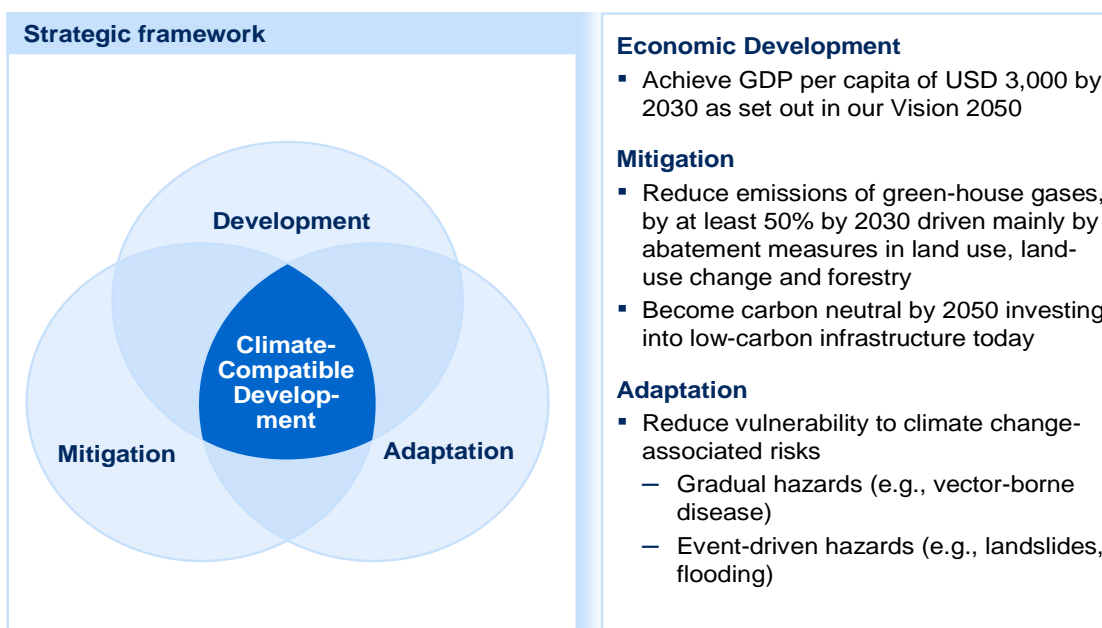 Strategic framework
Development
Climate-
Compatible
Develop-
ment
Mitigation
Adaptation
Economic Development
▪ Achieve GDP per capita of USD 3,000 by
2030 as set out in our Vision 2050
Mitigation
▪ Reduce emissions of green-house gases,
by at least 50% by 2030 driven mainly by
abatement measures in land use, land-
use change and forestry
▪ Become carbon neutral by 2050 investing
into low-carbon infrastructure today
Adaptation
▪ Reduce vulnerability to climate change-
associated risks
– Gradual hazards (e.g., vector-borne
disease)
– Event-driven hazards (e.g., landslides,
flooding)